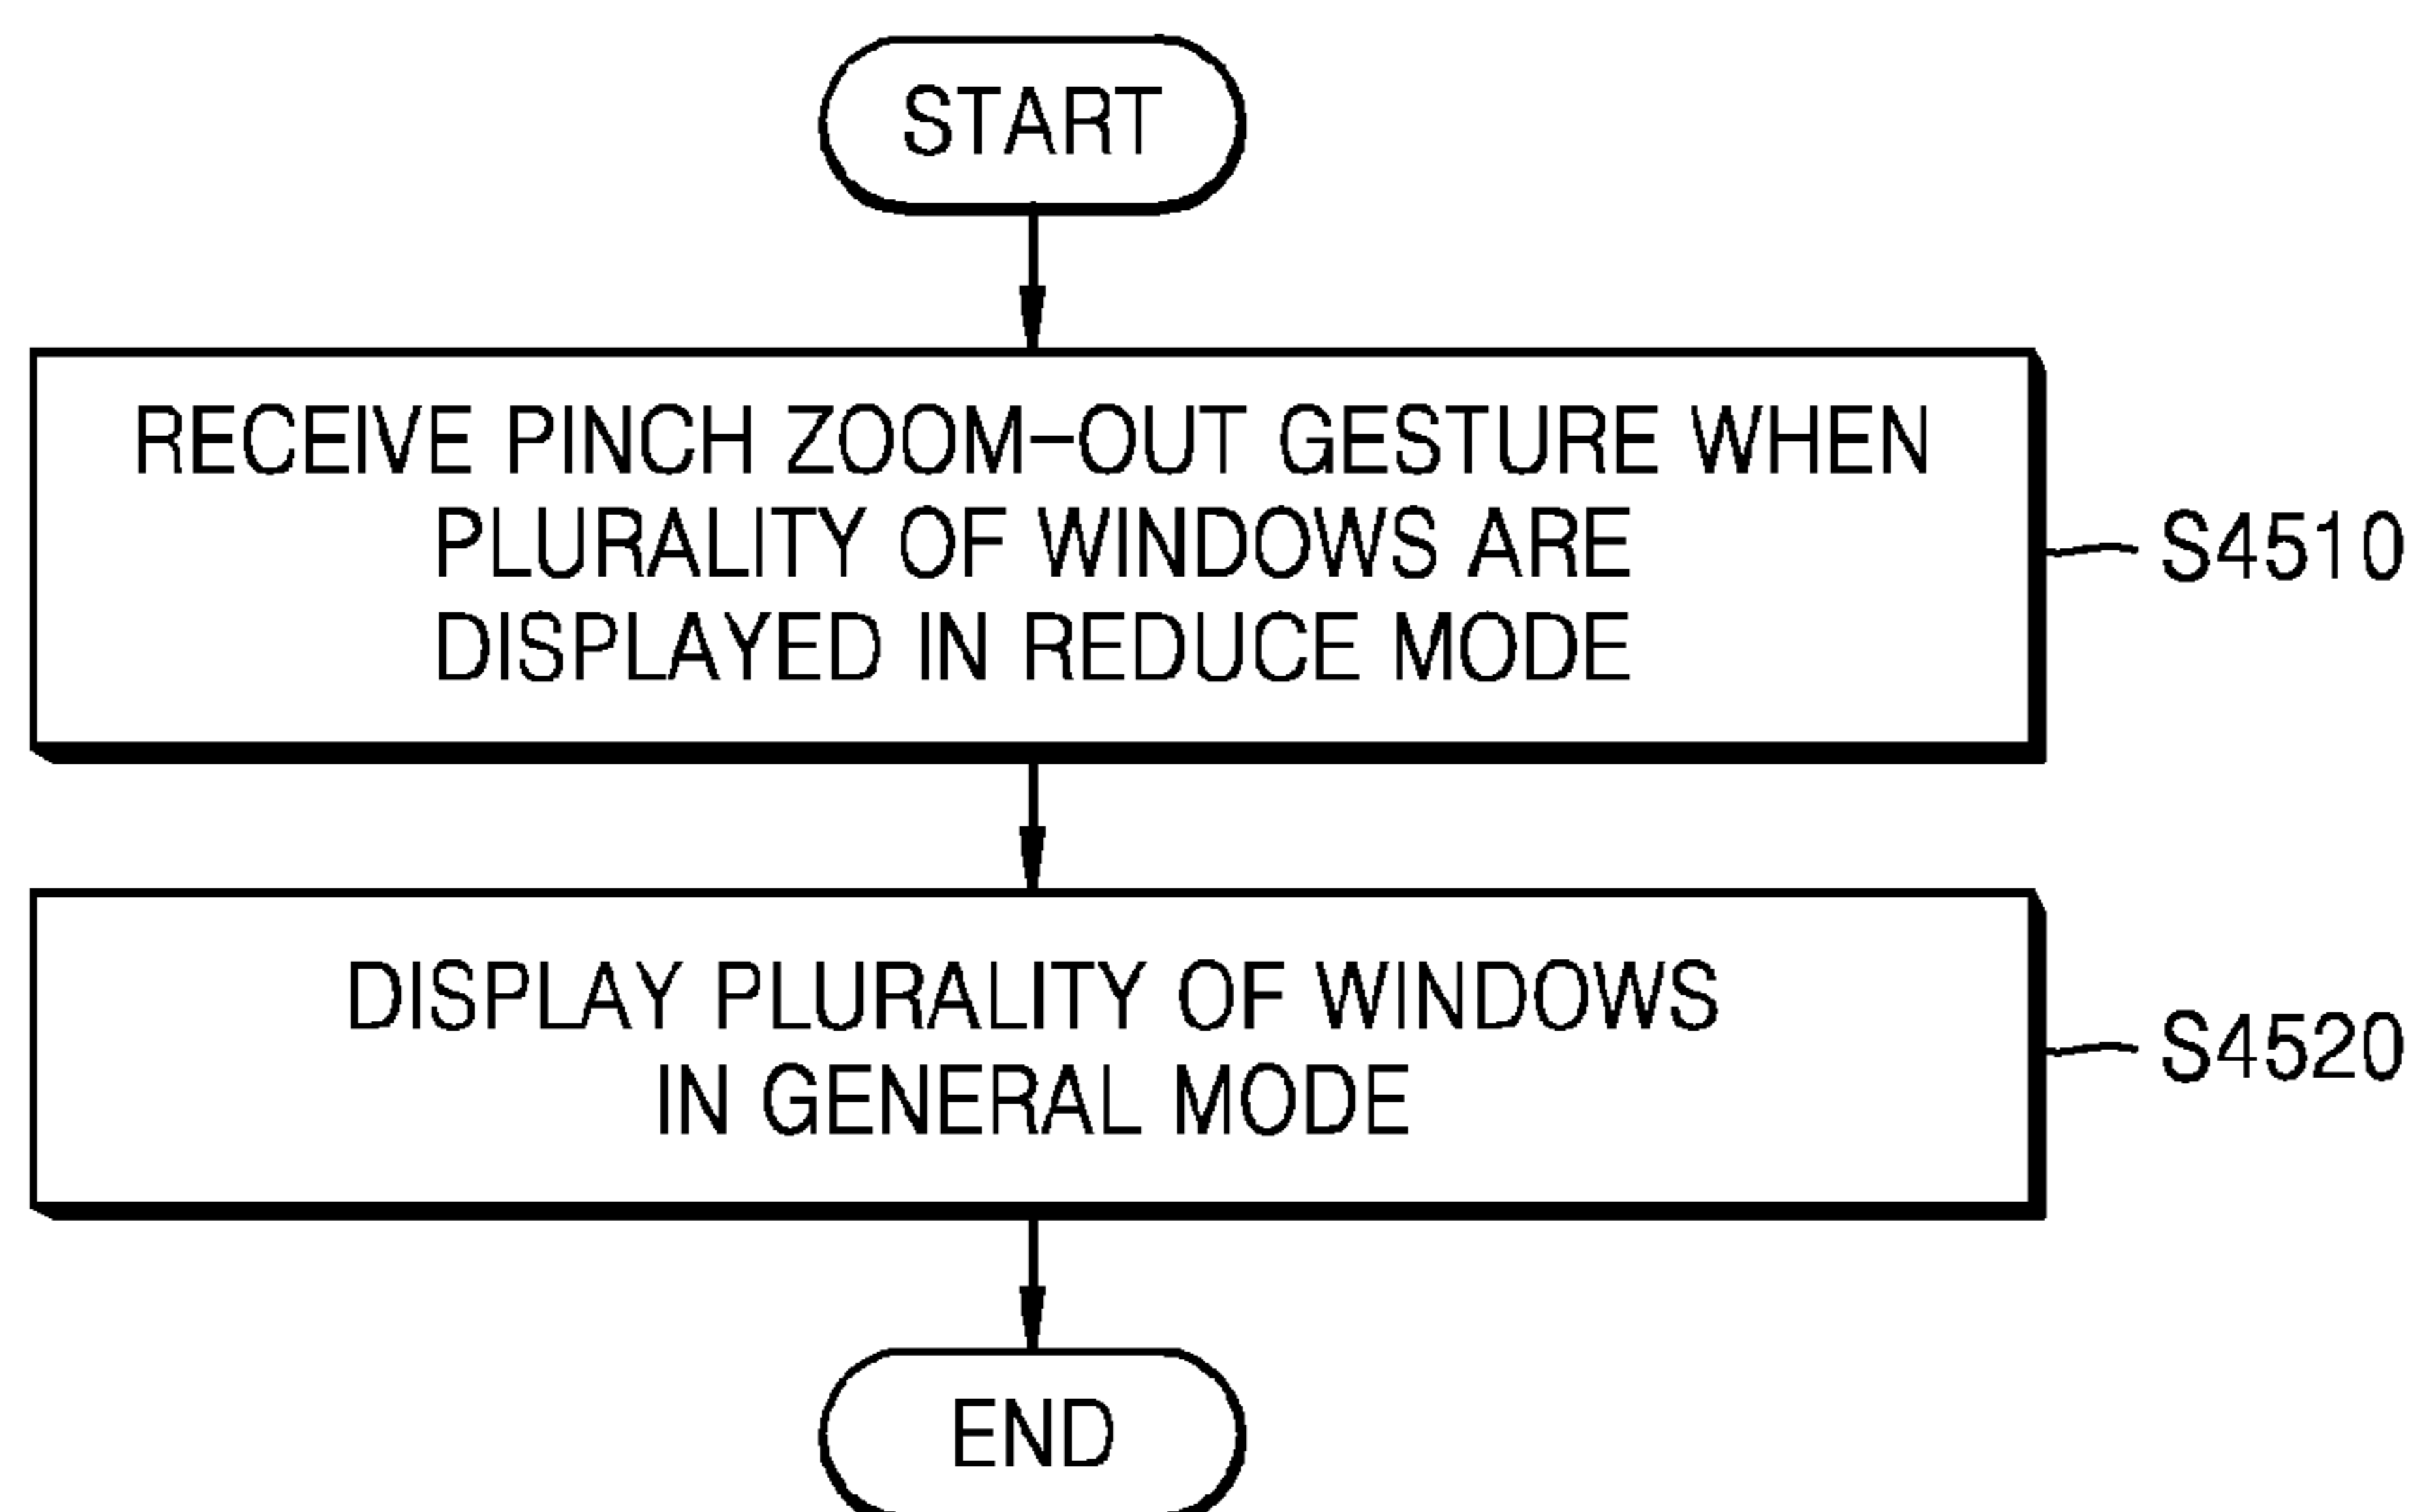 START
RECEIVE PINCH ZOOM-OUT GESTURE WHEN
PLURALITY OF WINDOWS ARE
DISPLAYED IN REDUCE MODE
S4510
DISPLAY PLURALITY OF WINDOWS
IN GENERAL MODE
S4520
END